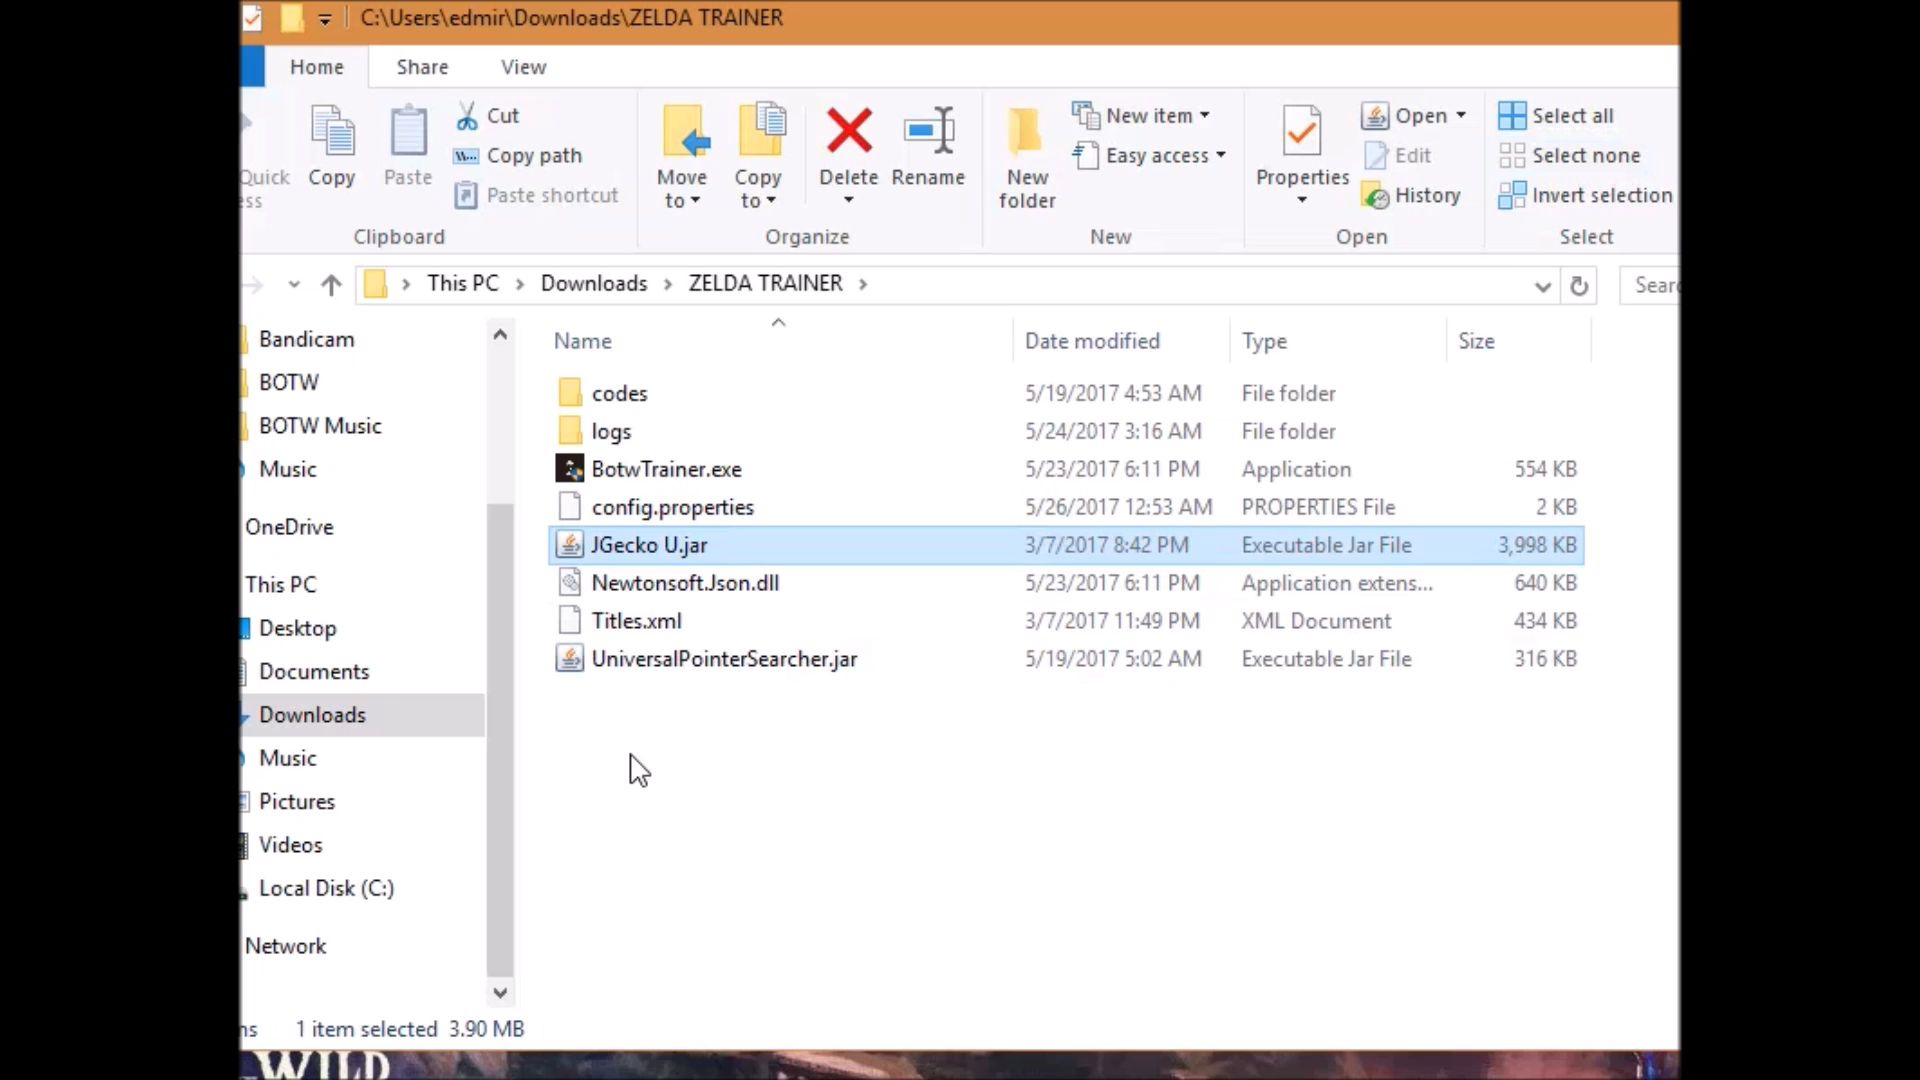 C:\Users\edmir\Downloads\ZELDA TRAINER
Home Share View
Quick
ess
Copy
Paste
Cut
Copy path
Paste shortcut
Clipboard
Move
to
Copy
to
Delete
Rename
Organize
New
folder
New item
Easy access
New
Properties
Open
Edit
History
Open
Select all
Select none
Invert selection
Select
This PC > Downloads > ZELDA TRAINER >
Sear
Bandicam
BOTW
BOTW Music
Music
OneDrive
This PC
Desktop
Documents
Downloads
Music
Pictures
Videos
Local Disk (C:)
Network
Name Date modified Type Size
codes 5/19/2017 4:53 AM File folder
logs 5/24/2017 3:16 AM File folder
BotwTrainer.exe 5/23/2017 6:11 PM Application 554 KB
config.properties 5/26/2017 12:53 AM PROPERTIES File 2 KB
JGecko U.jar 3/7/2017 8:42 PM Executable Jar File 3,998 KB
Newtonsoft.Json.dll 5/23/2017 6:11 PM Application extens... 640 KB
Titles.xml 3/7/2017 11:49 PM XML Document 434 KB
UniversalPointerSearcher.jar 5/19/2017 5:02 AM Executable Jar File 316 KB
ns 1 item selected 3.90 MB
WILD